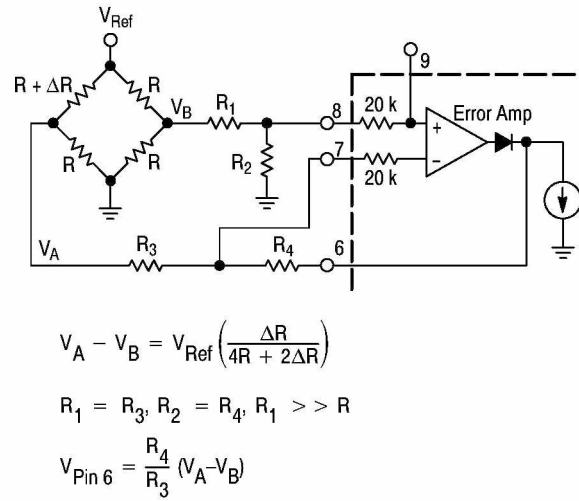 V_Ref
R + ΔR
R
V_B
R_1
8
20 k
9
Error Amp
+
R
R
R_2
7
20 k
–
V_A
R_3
R_4
6
V_A – V_B = V_Ref (ΔR / (4R + 2ΔR))
R_1 = R_3, R_2 = R_4, R_1 >> R
V_Pin 6 = R_4 / R_3 (V_A–V_B)